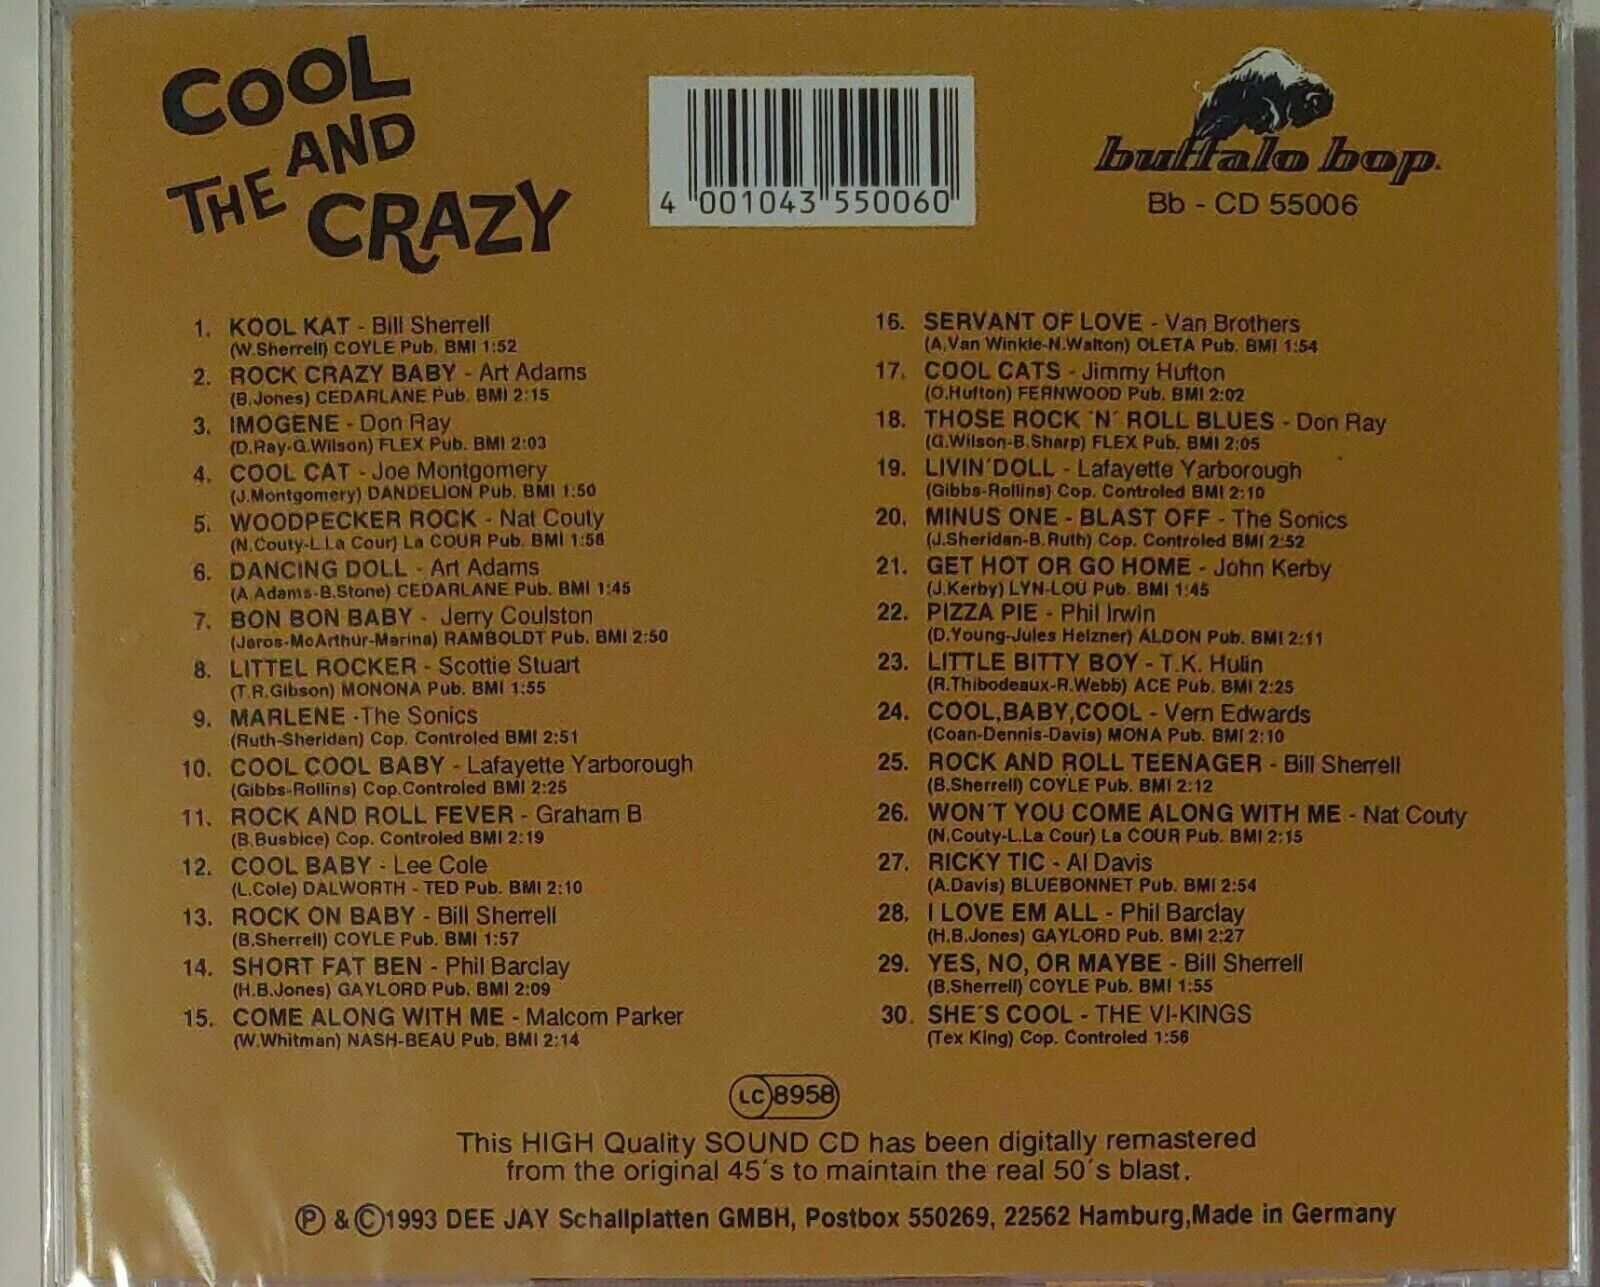 COOL
AND
THE
CRAZY
4 001043 550060
buffalo bop.
Bb - CD 55006
1. KOOL KAT - Bill Sherrell
(W.Sherrell) COYLE Pub. BMI 1:52
2. ROCK CRAZY BABY - Art Adams
(B.Jones) CEDARLANE Pub. BMI 2:15
3. IMOGENE - Don Ray
(D.Ray-G.Wilson) FLEX Pub. BMI 2:03
4. COOL CAT - Joe Montgomery
(J.Montgomery) DANDELION Pub. BMI 1:50
5. WOODPECKER ROCK - Nat Couty
(N.Couty-L.La Cour) La COUR Pub. BMI 1:58
6. DANCING DOLL - Art Adams
(A.Adams-B.Stone) CEDARLANE Pub. BMI 1:45
7. BON BON BABY - Jerry Coulston
(Jaros-McArthur-Marina) RAMBOLDT Pub. BMI 2:50
8. LITTEL ROCKER - Scottie Stuart
(T.R.Gibson) MONONA Pub. BMI 1:55
9. MARLENE -The Sonics
(Ruth-Sheridan) Cop. Controled BMI 2:51
10. COOL COOL BABY - Lafayette Yarborough
(Gibbs-Rollins) Cop.Controled BMI 2:25
11. ROCK AND ROLL FEVER - Graham B
(B.Busbice) Cop. Controled BMI 2:19
12. COOL BABY - Lee Cole
(L.Cole) DALWORTH - TED Pub. BMI 2:10
13. ROCK ON BABY - Bill Sherrell
(B.Sherrell) COYLE Pub. BMI 1:57
14. SHORT FAT BEN - Phil Barclay
(H.B.Jones) GAYLORD Pub. BMI 2:09
15. COME ALONG WITH ME - Malcom Parker
(W.Whitman) NASH-BEAU Pub. BMI 2:14
16. SERVANT OF LOVE - Van Brothers
(A.Van Winkle-N.Walton) OLETA Pub. BMI 1:54
17. COOL CATS - Jimmy Hufton
(O.Hufton) FERNWOOD Pub. BMI 2:02
18. THOSE ROCK ´N´ ROLL BLUES - Don Ray
(G.Wilson-B.Sharp) FLEX Pub. BMI 2:05
19. LIVIN´DOLL - Lafayette Yarborough
(Gibbs-Rollins) Cop. Controled BMI 2:10
20. MINUS ONE - BLAST OFF - The Sonics
(J.Sheridan-B.Ruth) Cop. Controled BMI 2:52
21. GET HOT OR GO HOME - John Kerby
(J.Kerby) LYN-LOU Pub. BMI 1:45
22. PIZZA PIE - Phil Irwin
(D.Young-Jules Helzner) ALDON Pub. BMI 2:11
23. LITTLE BITTY BOY - T.K. Hulin
(R.Thibodeaux-R.Webb) ACE Pub. BMI 2:25
24. COOL,BABY,COOL - Vern Edwards
(Coan-Dennis-Davis) MONA Pub. BMI 2:10
25. ROCK AND ROLL TEENAGER - Bill Sherrell
(B.Sherrell) COYLE Pub. BMI 2:12
26. WON´T YOU COME ALONG WITH ME - Nat Couty
(N.Couty-L.La Cour) La COUR Pub. BMI 2:15
27. RICKY TIC - Al Davis
(A.Davis) BLUEBONNET Pub. BMI 2:54
28. I LOVE EM ALL - Phil Barclay
(H.B.Jones) GAYLORD Pub. BMI 2:27
29. YES, NO, OR MAYBE - Bill Sherrell
(B.Sherrell) COYLE Pub. BMI 1:55
30. SHE´S COOL - THE VI-KINGS
(Tex King) Cop. Controled 1:56
LC 8958
This HIGH Quality SOUND CD has been digitally remastered
from the original 45´s to maintain the real 50´s blast.
Ⓟ & ©1993 DEE JAY Schallplatten GMBH, Postbox 550269, 22562 Hamburg,Made in Germany